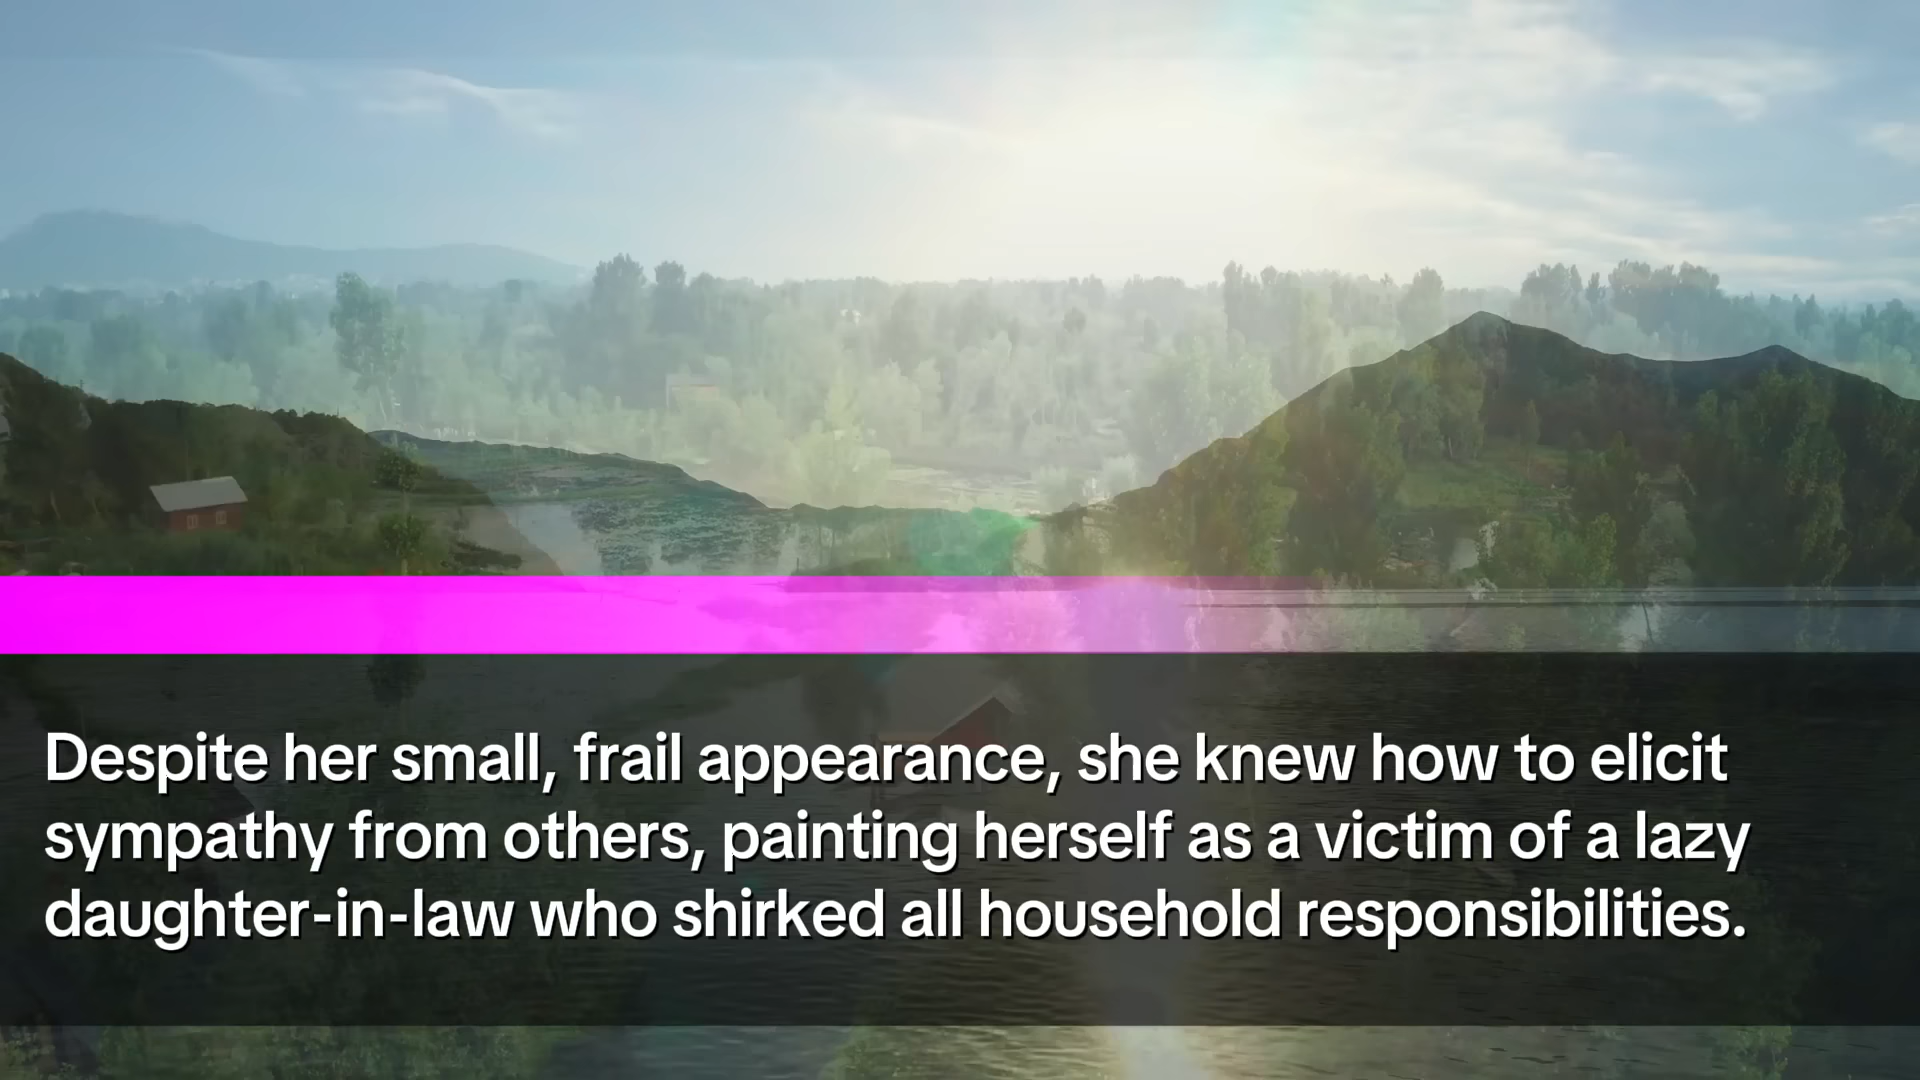 Despite her small, frail appearance, she knew how to elicit
sympathy from others, painting herself as a victim of a lazy
daughter-in-law who shirked all household responsibilities.